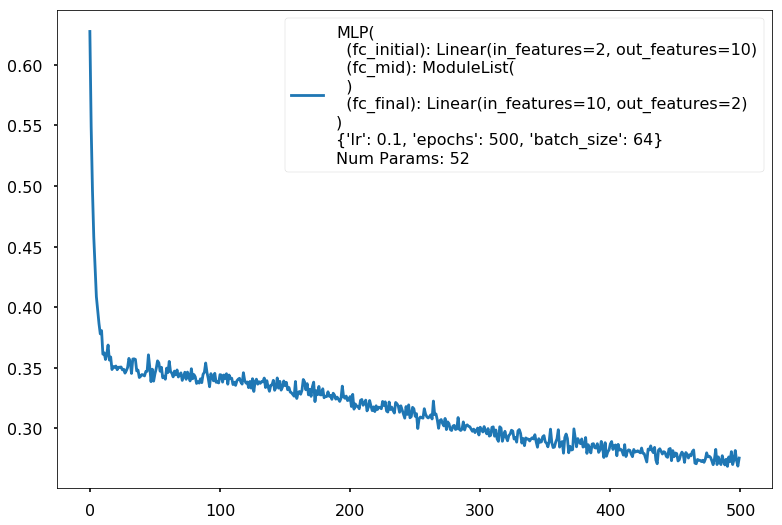 MLP(
  (fc_initial): Linear(in_features=2, out_features=10)
  (fc_mid): ModuleList(
  )
  (fc_final): Linear(in_features=10, out_features=2)
)
{'lr': 0.1, 'epochs': 500, 'batch_size': 64}
Num Params: 52
0.60
0.55
0.50
0.45
0.40
0.35
0.30
0 100 200 300 400 500